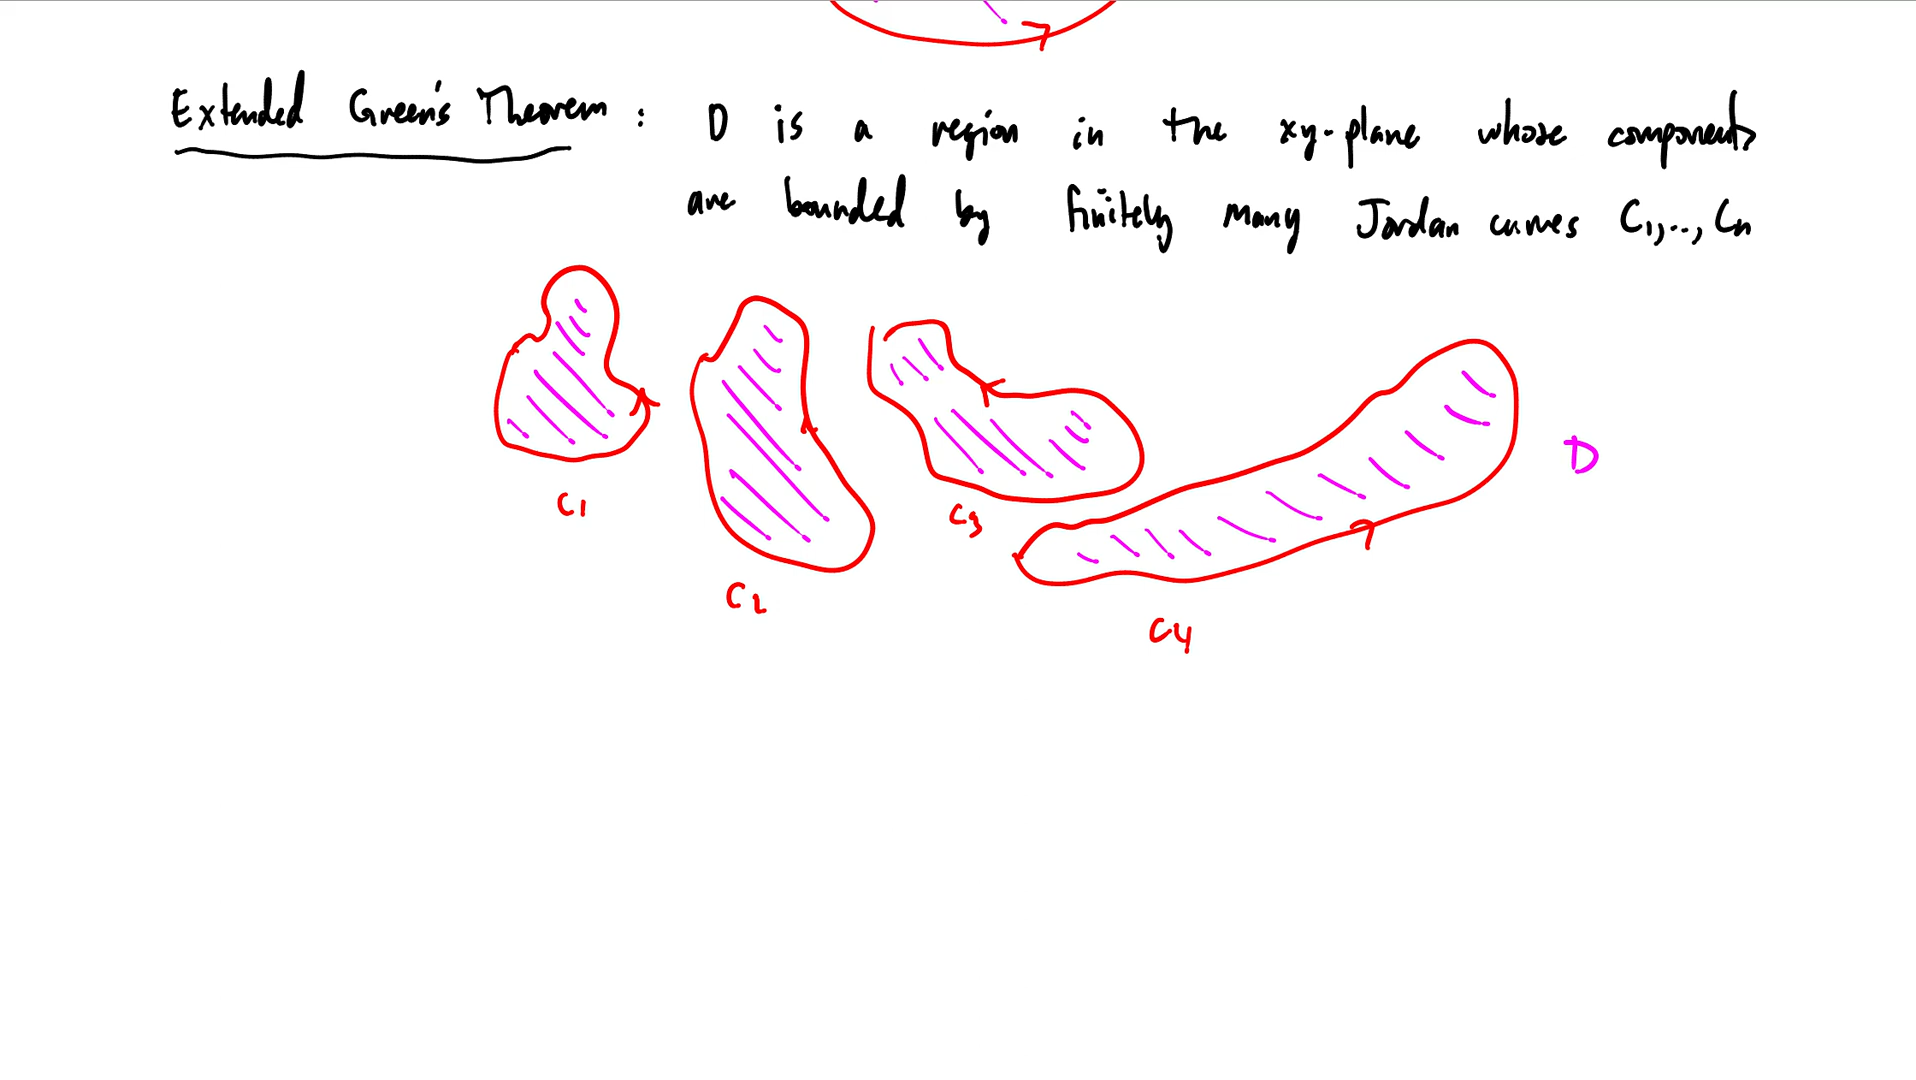 Extended Green's Theorem : D is a region in the xy-plane whose components
are bounded by finitely many Jordan curves C1,..,Cn
D
C1
C3
C2
C4